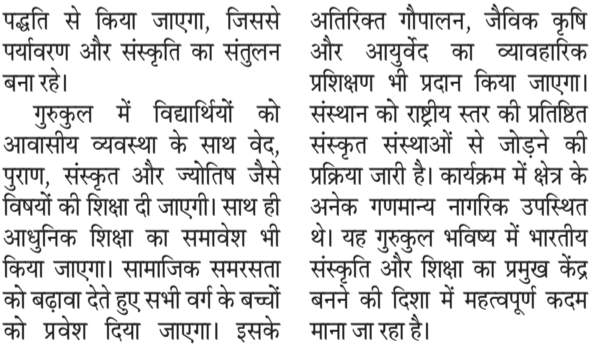 पद्धति से किया जाएगा, जिससे
पर्यावरण और संस्कृति का संतुलन
बना रहे।
गुरुकुल में विद्यार्थियों को
आवासीय व्यवस्था के साथ वेद,
पुराण, संस्कृत और ज्योतिष जैसे
विषयों की शिक्षा दी जाएगी। साथ ही
आधुनिक शिक्षा का समावेश भी
किया जाएगा। सामाजिक समरसता
को बढ़ावा देते हुए सभी वर्ग के बच्चों
को प्रवेश दिया जाएगा। इसके
अतिरिक्त गौपालन, जैविक कृषि
और आयुर्वेद का व्यावहारिक
प्रशिक्षण भी प्रदान किया जाएगा।
संस्थान को राष्ट्रीय स्तर की प्रतिष्ठित
संस्कृत संस्थाओं से जोड़ने की
प्रक्रिया जारी है। कार्यक्रम में क्षेत्र के
अनेक गणमान्य नागरिक उपस्थित
थे। यह गुरुकुल भविष्य में भारतीय
संस्कृति और शिक्षा का प्रमुख केंद्र
बनने की दिशा में महत्वपूर्ण कदम
माना जा रहा है।